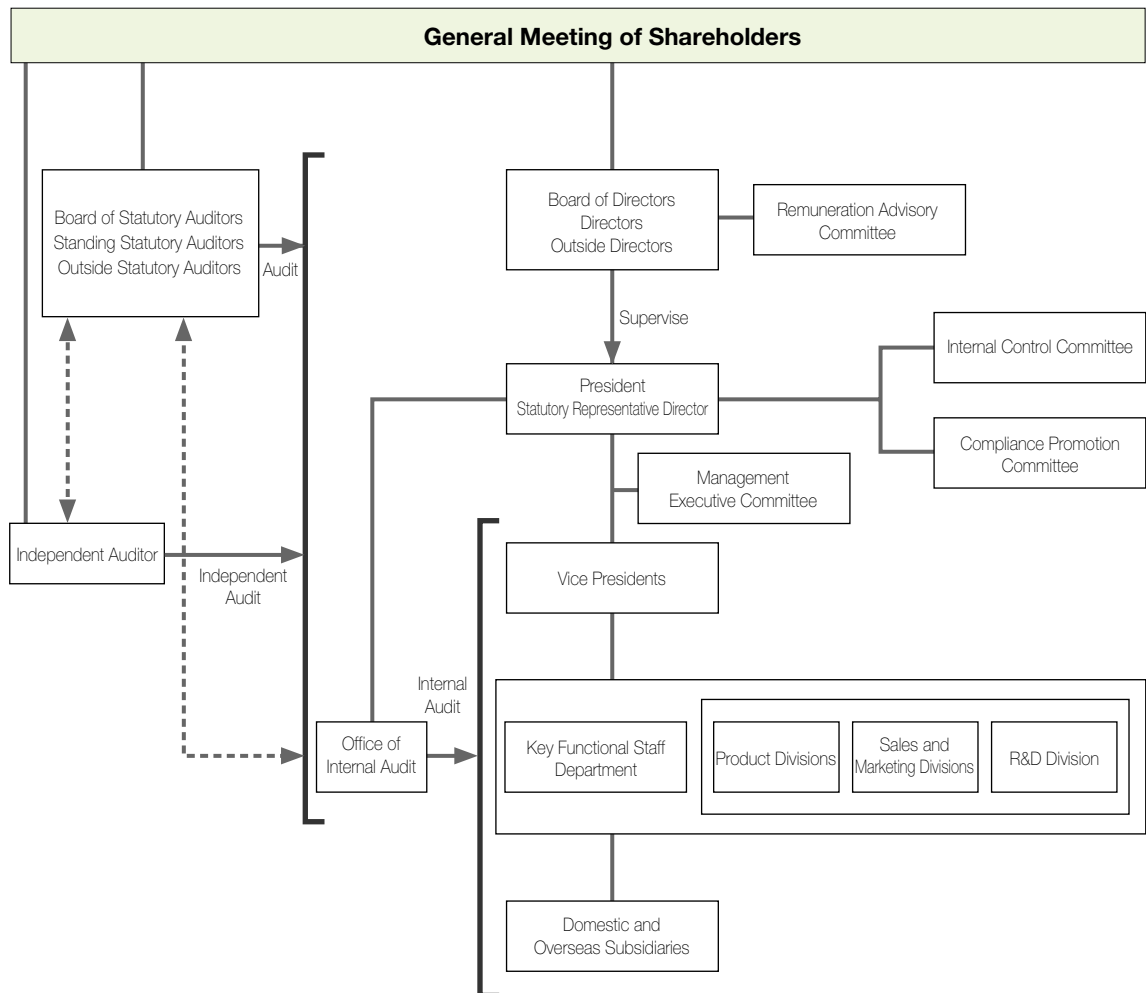 General Meeting of Shareholders
Board of Statutory Auditors
Standing Statutory Auditors
Outside Statutory Auditors
Audit
Board of Directors
Directors
Outside Directors
Remuneration Advisory
Committee
Supervise
President
Statutory Representative Director
Internal Control Committee
Compliance Promotion
Committee
Management
Executive Committee
Independent Auditor
Independent
Audit
Vice Presidents
Internal
Audit
Office of
Internal Audit
Key Functional Staff
Department
Product Divisions
Sales and
Marketing Divisions
R&D Division
Domestic and
Overseas Subsidiaries